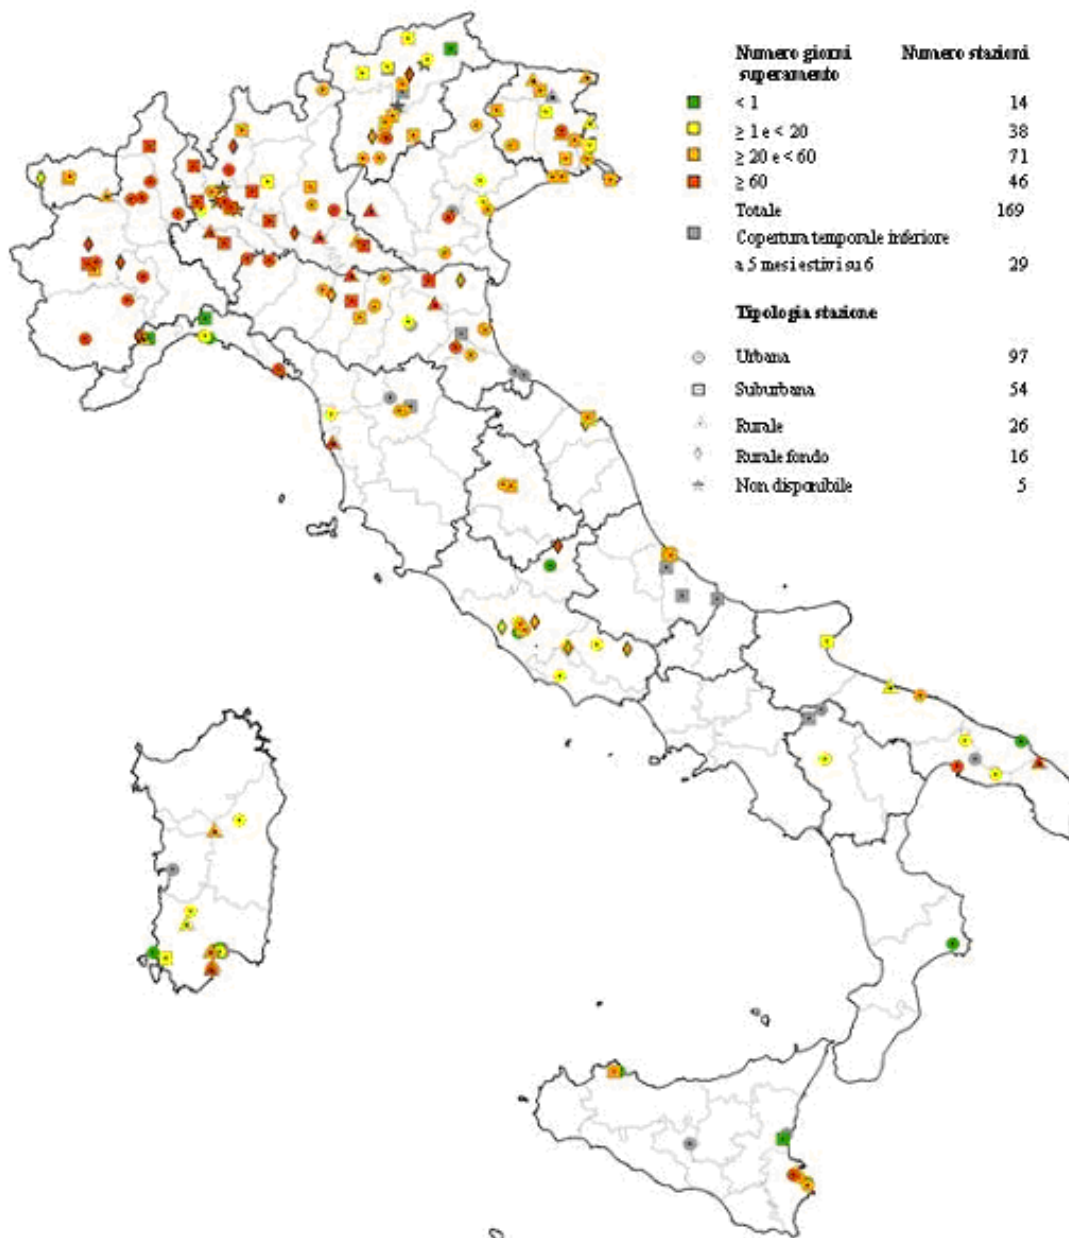 Numero giorni Numero stazioni
superamento
< 1 14
≥ 1 e < 20 38
≥ 20 e < 60 71
≥ 60 46
Totale 169
Copertura temporale inferiore
a 5 mesi estivi su 6 29
Tipologia stazione
Urbana 97
Suburbana 54
Rurale 26
Rurale fondo 16
Non disponibile 5